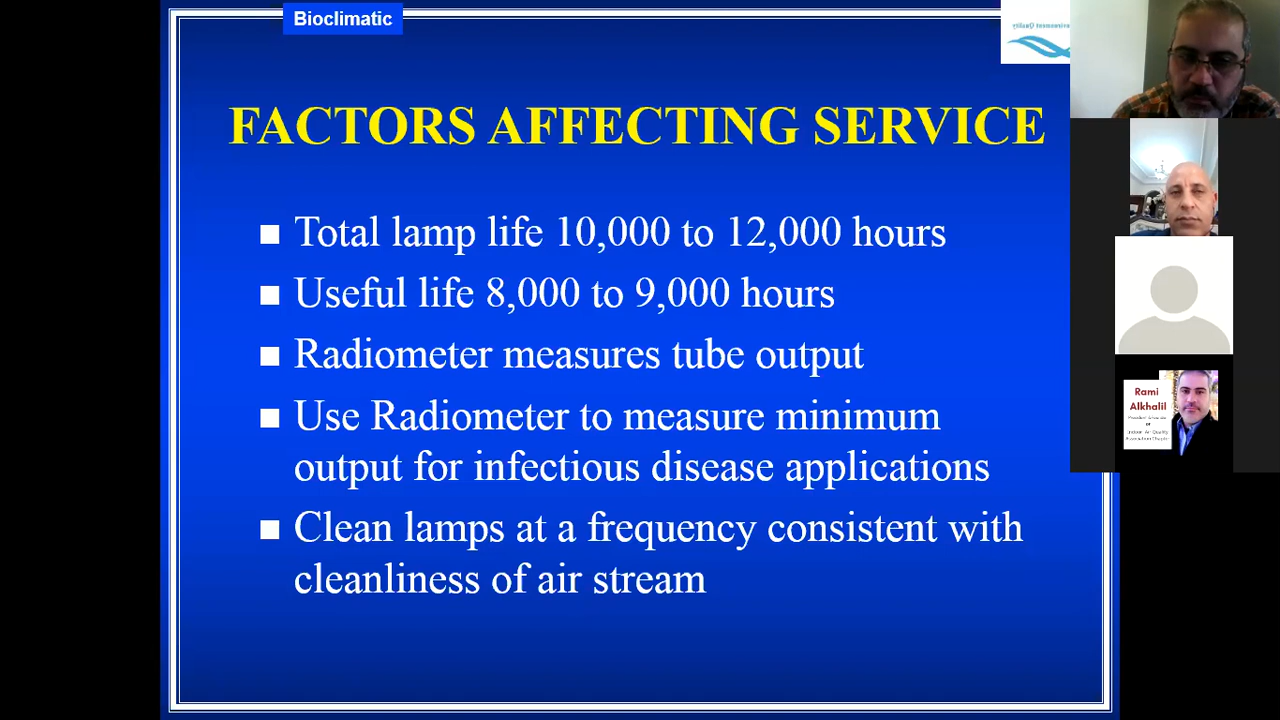 Bioclimatic
FACTORS AFFECTING SERVICE
Total lamp life 10,000 to 12,000 hours
Useful life 8,000 to 9,000 hours
Radiometer measures tube output
Use Radiometer to measure minimum
output for infectious disease applications
Clean lamps at a frequency consistent with
cleanliness of air stream
Rami
Alkhalil